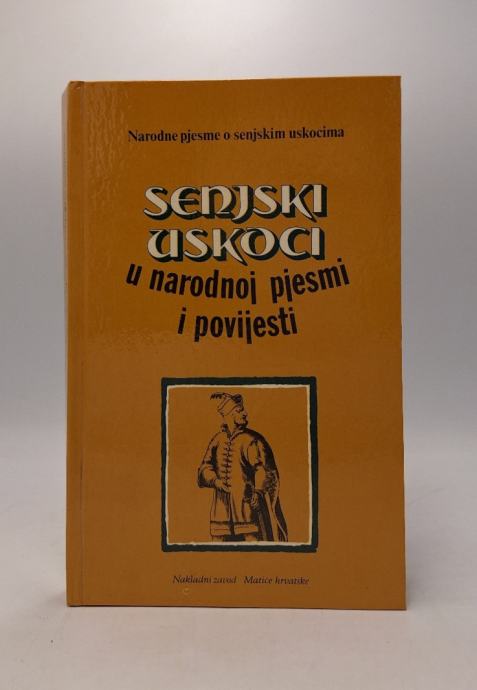 Narodne pjesme o senjskim uskocima
SENJSKI
USKOCI
u narodnoj pjesmi
i povijesti
Nakladni zavod Matice hrvatske